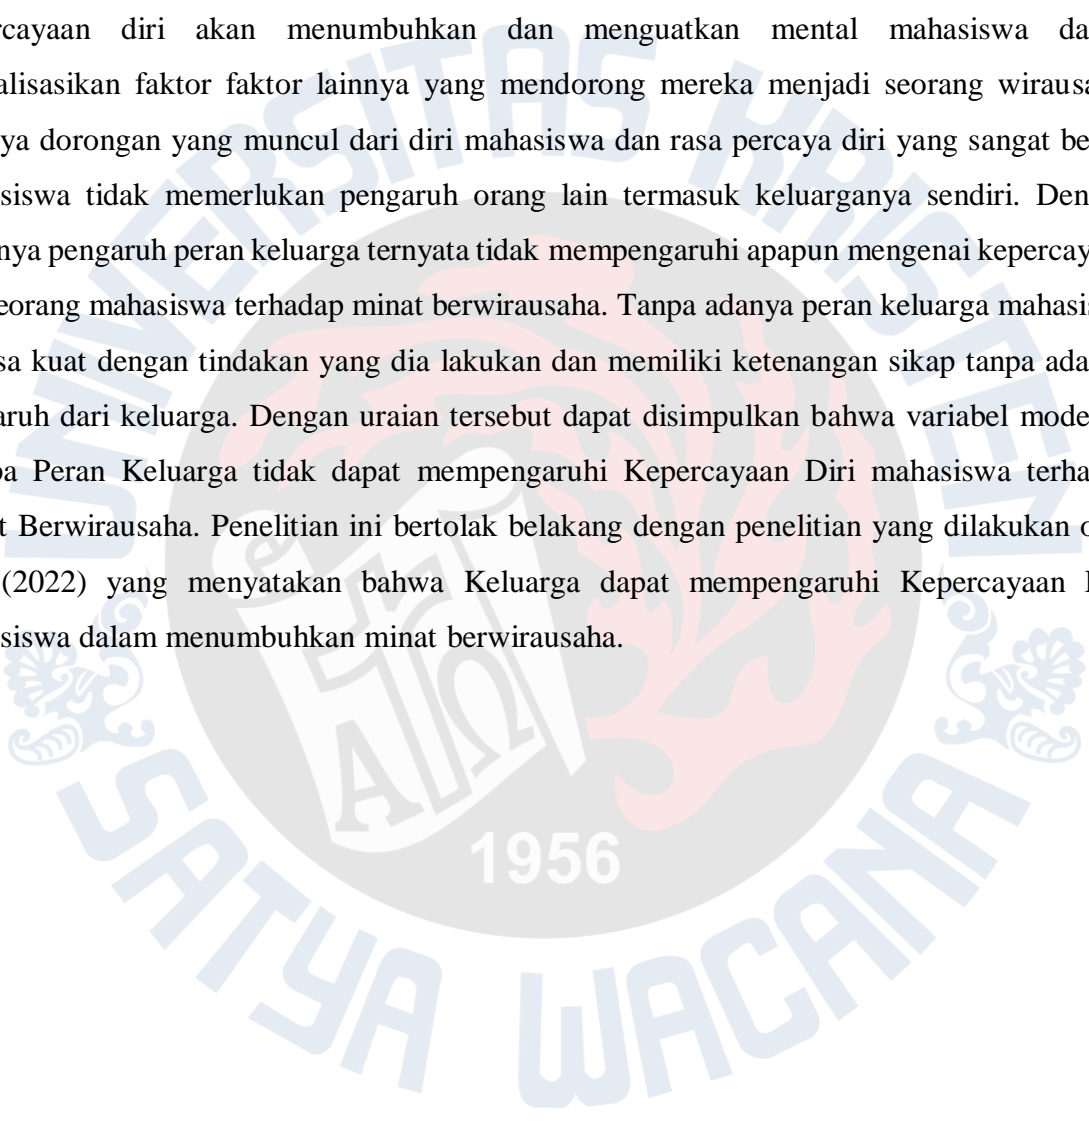 rcayaan diri akan menumbuhkan dan menguatkan mental mahasiswa da
alisasikan faktor faktor lainnya yang mendorong mereka menjadi seorang wirausa
ya dorongan yang muncul dari diri mahasiswa dan rasa percaya diri yang sangat be
siswa tidak memerlukan pengaruh orang lain termasuk keluarganya sendiri. Den
nya pengaruh peran keluarga ternyata tidak mempengaruhi apapun mengenai kepercay
eorang mahasiswa terhadap minat berwirausaha. Tanpa adanya peran keluarga mahasis
sa kuat dengan tindakan yang dia lakukan dan memiliki ketenangan sikap tanpa ada
aruh dari keluarga. Dengan uraian tersebut dapat disimpulkan bahwa variabel mode
pa Peran Keluarga tidak dapat mempengaruhi Kepercayaan Diri mahasiswa terha
t Berwirausaha. Penelitian ini bertolak belakang dengan penelitian yang dilakukan o
(2022) yang menyatakan bahwa Keluarga dapat mempengaruhi Kepercayaan
siswa dalam menumbuhkan minat berwirausaha.
UNIVERSITAS KRISTEN
ΑΩ
1956
SATYA WACANA